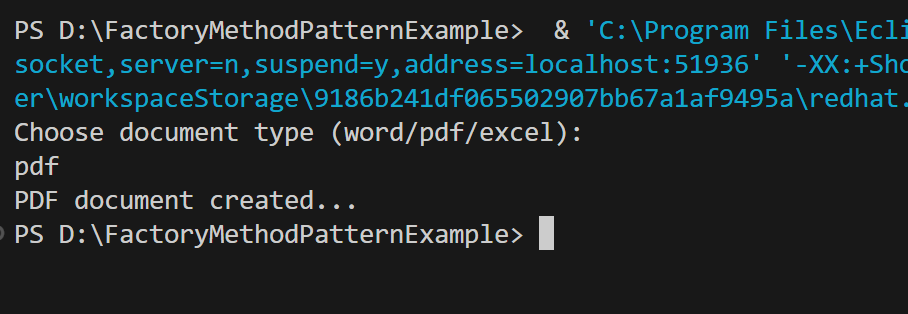 PS D:\FactoryMethodPatternExample>  & 'C:\Program Files\Ecli
socket,server=n,suspend=y,address=localhost:51936' '-XX:+Sho
er\workspaceStorage\9186b241df065502907bb67a1af9495a\redhat.
Choose document type (word/pdf/excel):
pdf
PDF document created...
PS D:\FactoryMethodPatternExample>